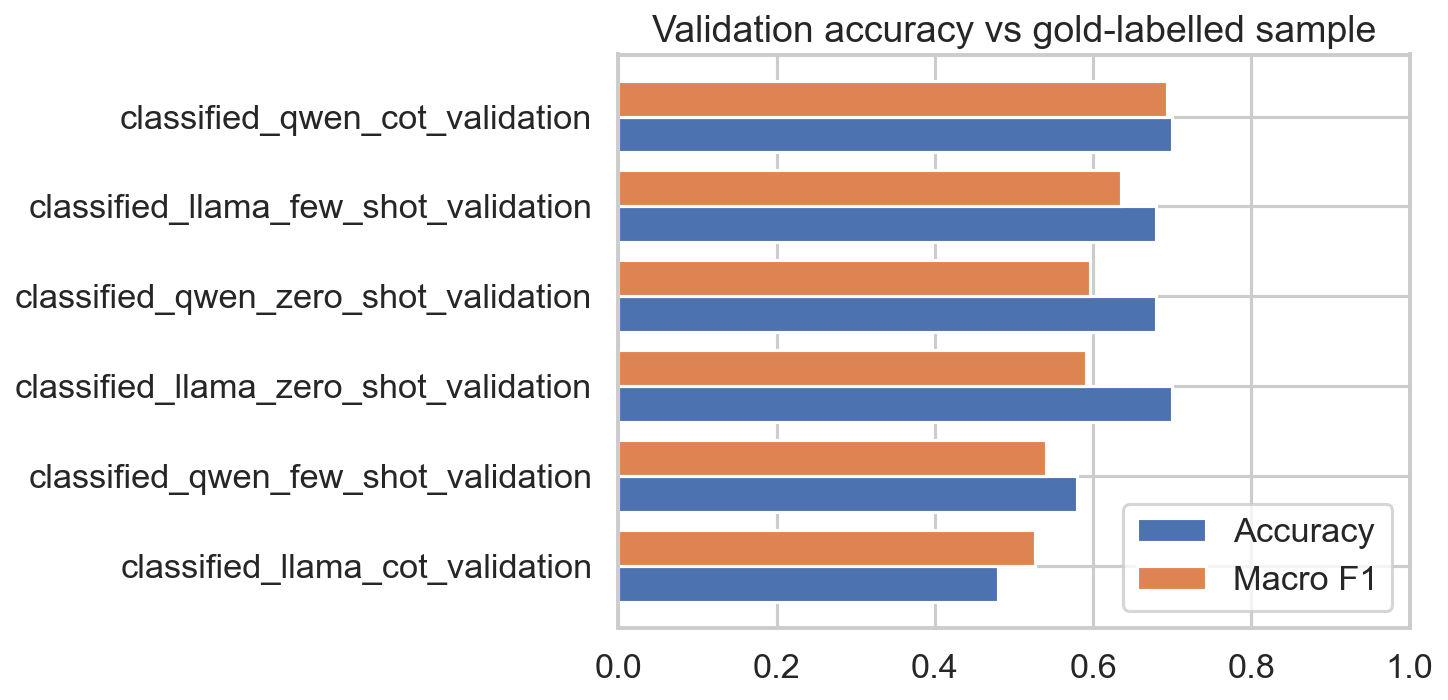 Validation accuracy vs gold-labelled sample
classified_qwen_cot_validation
classified_llama_few_shot_validation
classified_qwen_zero_shot_validation
classified_llama_zero_shot_validation
classified_qwen_few_shot_validation
classified_llama_cot_validation
Accuracy
Macro F1
0.0 0.2 0.4 0.6 0.8 1.0